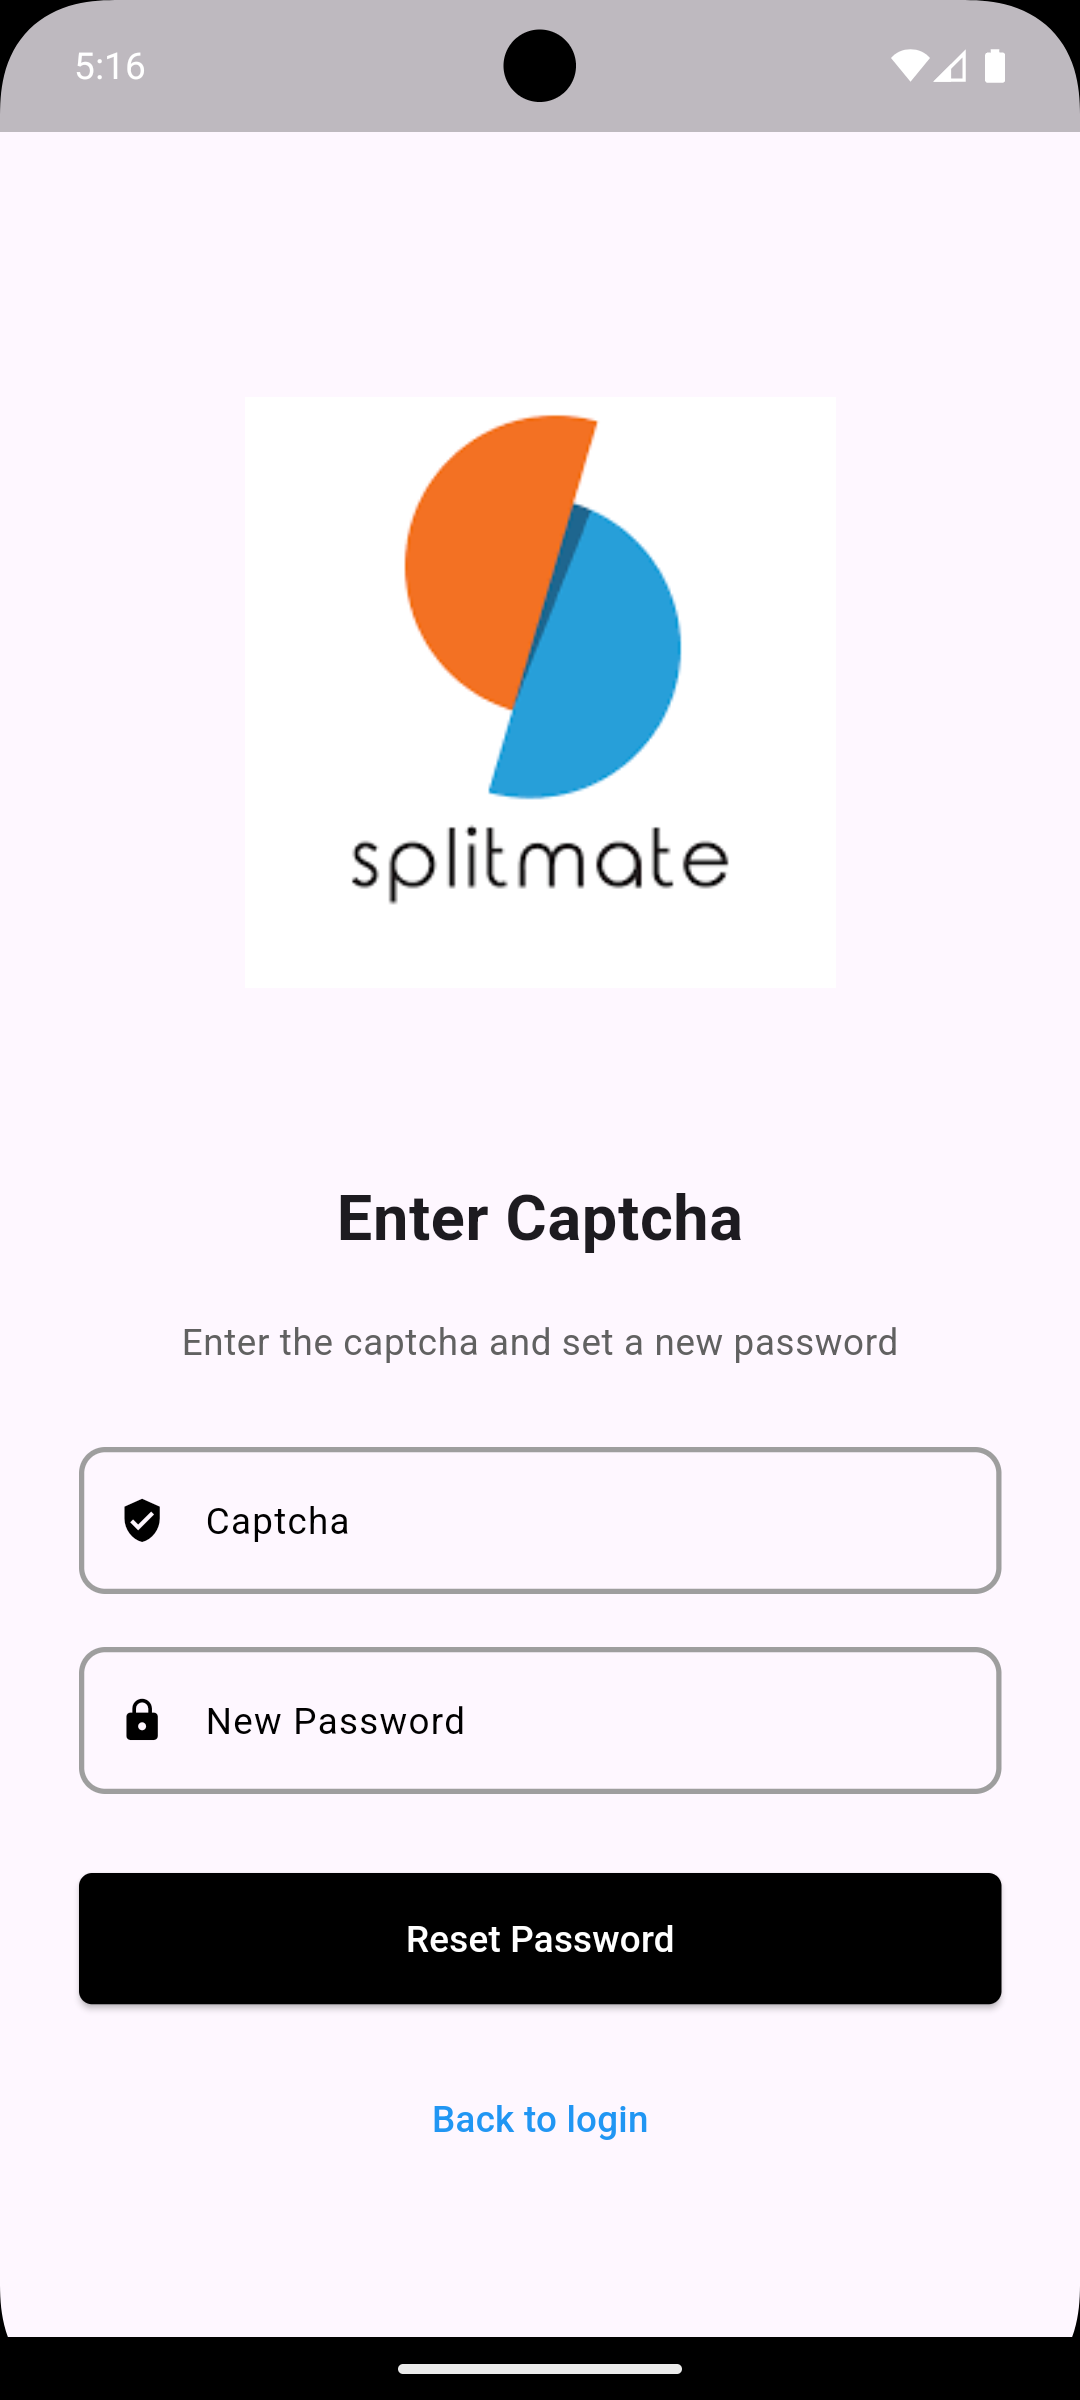 5:16
splitmate
Enter Captcha
Enter the captcha and set a new password
Captcha
New Password
Reset Password
Back to login